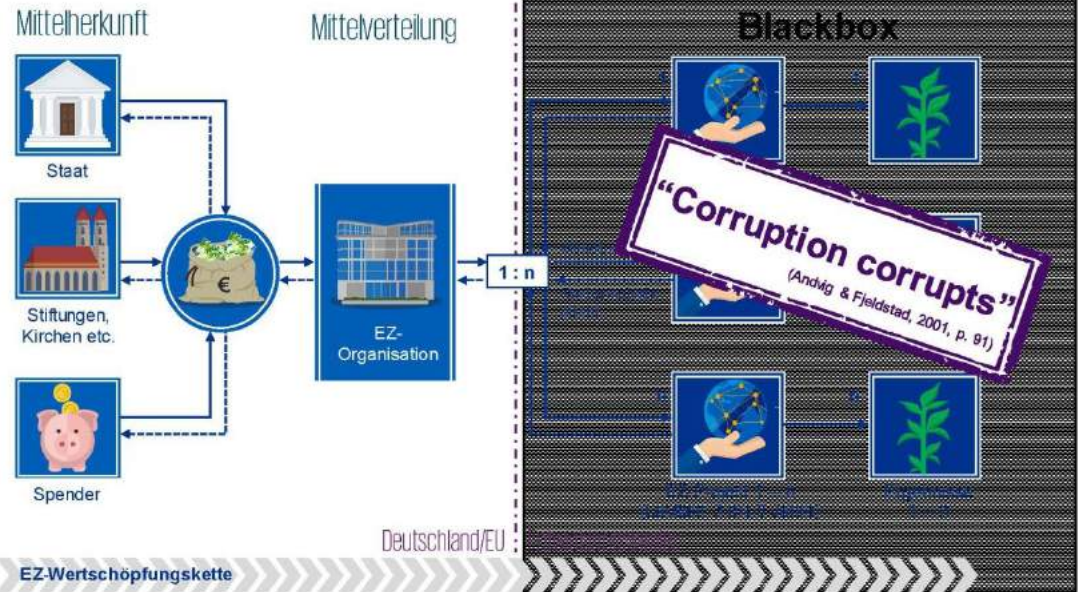 Mittelherkunft
Mittelverteilung
Blackbox
Staat
Stiftungen,
Kirchen etc.
Spender
€
EZ-
Organisation
1 : n
“Corruption corrupts”
(Andvig & Fjeldstad, 2001, p. 91)
Deutschland/EU
EZ-Wertschöpfungskette